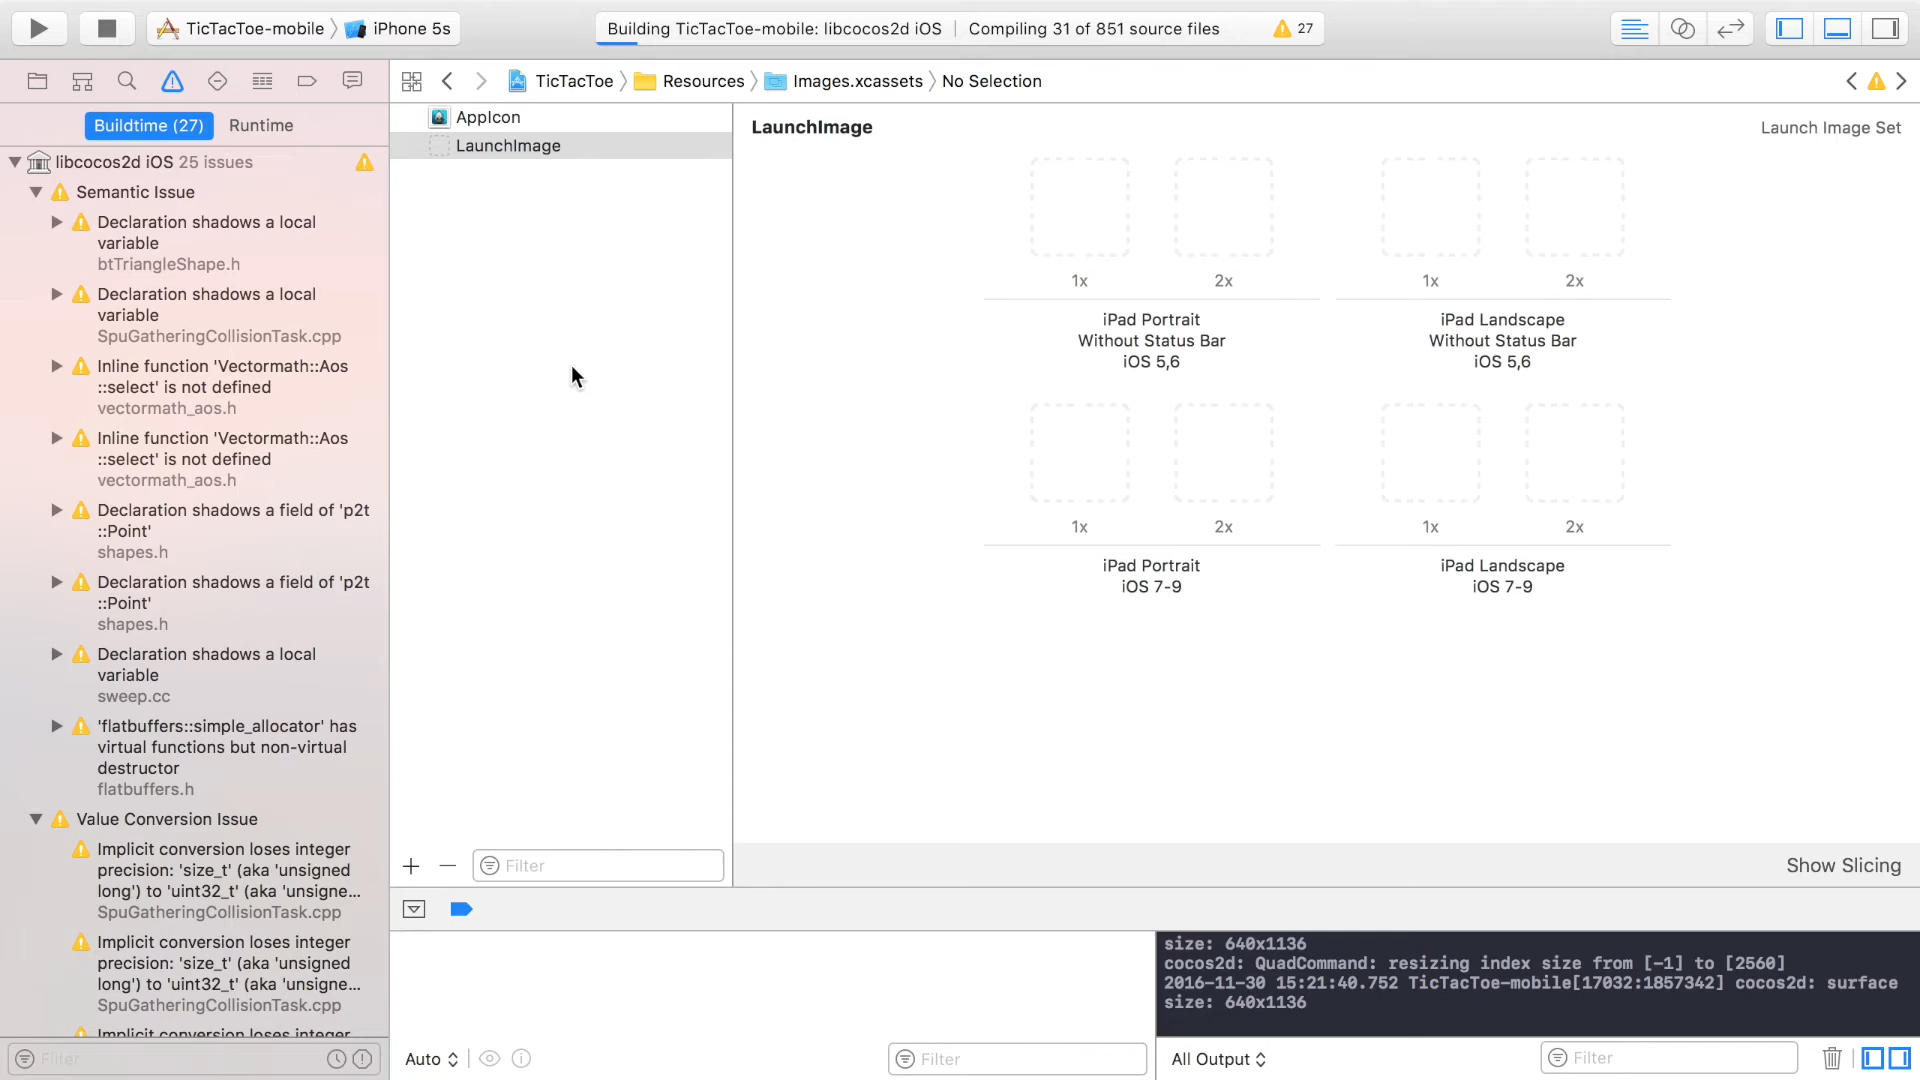 TicTacToe-mobile
iPhone 5s
Building TicTacToe-mobile: libcocos2d iOS
Compiling 31 of 851 source files
27
TicTacToe
Resources
Images.xcassets
No Selection
Buildtime (27)
Runtime
libcocos2d iOS 25 issues
Semantic Issue
Declaration shadows a local
variable
btTriangleShape.h
Declaration shadows a local
variable
SpuGatheringCollisionTask.cpp
Inline function 'Vectormath::Aos
::select' is not defined
vectormath_aos.h
Inline function 'Vectormath::Aos
::select' is not defined
vectormath_aos.h
Declaration shadows a field of 'p2t
::Point'
shapes.h
Declaration shadows a field of 'p2t
::Point'
shapes.h
Declaration shadows a local
variable
sweep.cc
'flatbuffers::simple_allocator' has
virtual functions but non-virtual
destructor
flatbuffers.h
Value Conversion Issue
Implicit conversion loses integer
precision: 'size_t' (aka 'unsigned
long') to 'uint32_t' (aka 'unsigne...
SpuGatheringCollisionTask.cpp
Implicit conversion loses integer
precision: 'size_t' (aka 'unsigned
long') to 'uint32_t' (aka 'unsigne...
SpuGatheringCollisionTask.cpp
Implicit conversion loses integer
Filter
AppIcon
LaunchImage
Filter
LaunchImage
Launch Image Set
1x
2x
1x
2x
iPad Portrait
Without Status Bar
iOS 5,6
iPad Landscape
Without Status Bar
iOS 5,6
1x
2x
1x
2x
iPad Portrait
iOS 7-9
iPad Landscape
iOS 7-9
Show Slicing
size: 640x1136
cocos2d: QuadCommand: resizing index size from [-1] to [2560]
2016-11-30 15:21:40.752 TicTacToe-mobile[17032:1857342] cocos2d: surface
size: 640x1136
Auto
Filter
All Output
Filter